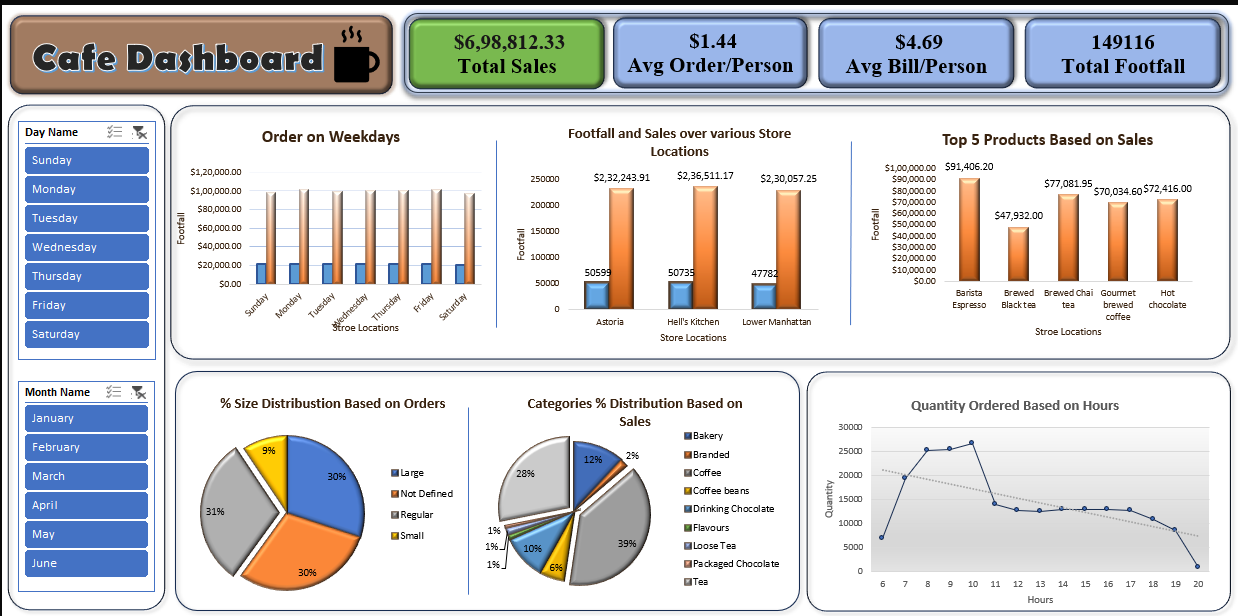 Cafe Dashboard
$6,98,812.33
Total Sales
$1.44
Avg Order/Person
$4.69
Avg Bill/Person
149116
Total Footfall
Day Name
Sunday
Monday
Tuesday
Wednesday
Thursday
Friday
Saturday
Month Name
January
February
March
April
May
June
Order on Weekdays
Footfall
$1,20,000.00
$1,00,000.00
$80,000.00
$60,000.00
$40,000.00
$20,000.00
$0.00
Sunday
Monday
Tuesday
Wednesday
Thursday
Friday
Saturday
Stroe Locations
Footfall and Sales over various Store
Locations
Footfall
250000
200000
150000
100000
50000
0
$2,32,243.91
$2,36,511.17
$2,30,057.25
50599
50735
47782
Astoria
Hell's Kitchen
Lower Manhattan
Store Locations
Top 5 Products Based on Sales
Footfall
$1,00,000.00
$90,000.00
$80,000.00
$70,000.00
$60,000.00
$50,000.00
$40,000.00
$30,000.00
$20,000.00
$10,000.00
$0.00
$91,406.20
$47,932.00
$77,081.95
$70,034.60
$72,416.00
Barista
Espresso
Brewed
Black tea
Brewed Chai
tea
Gourmet
brewed
coffee
Hot
chocolate
Stroe Locations
% Size Distribustion Based on Orders
9%
30%
31%
30%
Large
Not Defined
Regular
Small
Categories % Distribution Based on
Sales
12%
2%
28%
39%
1%
1%
1%
10%
6%
Bakery
Branded
Coffee
Coffee beans
Drinking Chocolate
Flavours
Loose Tea
Packaged Chocolate
Tea
Quantity Ordered Based on Hours
Quantity
30000
25000
20000
15000
10000
5000
0
6 7 8 9 10 11 12 13 14 15 16 17 18 19 20
Hours